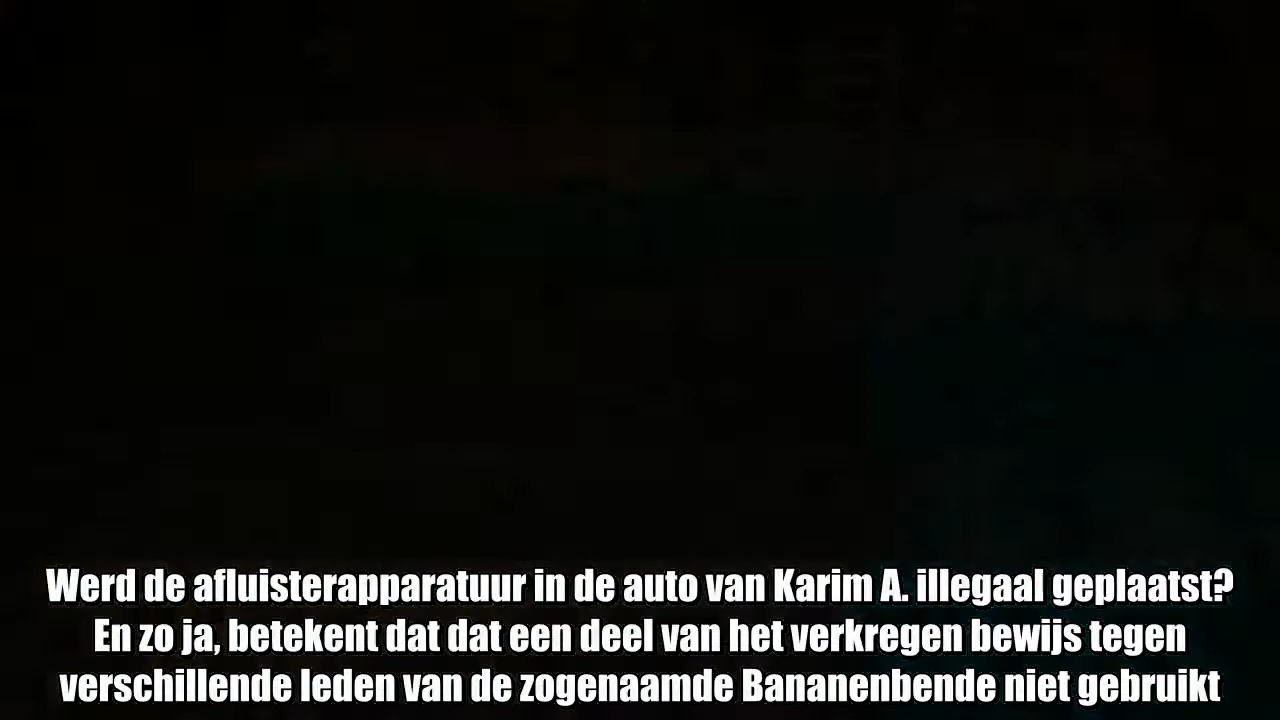 Werd de afluisterapparatuur in de auto van Karim A. illegaal geplaatst?
En zo ja, betekent dat dat een deel van het verkregen bewijs tegen
verschillende leden van de zogenaamde Bananenbende niet gebruikt